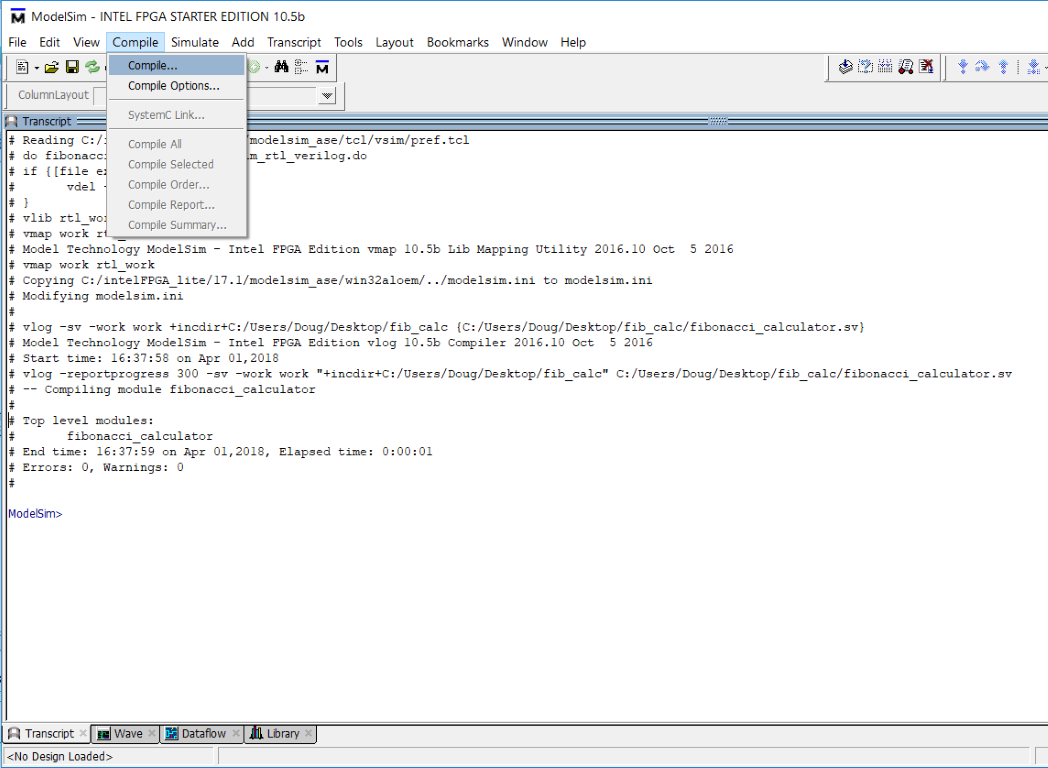 ModelSim - INTEL FPGA STARTER EDITION 10.5b
File Edit View Compile Simulate Add Transcript Tools Layout Bookmarks Window Help
Compile...
Compile Options...
SystemC Link...
Compile All
Compile Selected
Compile Order...
Compile Report...
Compile Summary...
ColumnLayout
Transcript
# Reading C:/ modelsim_ase/tcl/vsim/pref.tcl
# do fibonacci m_rtl_verilog.do
# if {[file ex
# vdel -
# }
# vlib rtl_wo
# vmap work rt
# Model Technology ModelSim - Intel FPGA Edition vmap 10.5b Lib Mapping Utility 2016.10 Oct  5 2016
# vmap work rtl_work
# Copying C:/intelFPGA_lite/17.1/modelsim_ase/win32aloem/../modelsim.ini to modelsim.ini
# Modifying modelsim.ini
#
# vlog -sv -work work +incdir+C:/Users/Doug/Desktop/fib_calc {C:/Users/Doug/Desktop/fib_calc/fibonacci_calculator.sv}
# Model Technology ModelSim - Intel FPGA Edition vlog 10.5b Compiler 2016.10 Oct  5 2016
# Start time: 16:37:58 on Apr 01,2018
# vlog -reportprogress 300 -sv -work work "+incdir+C:/Users/Doug/Desktop/fib_calc" C:/Users/Doug/Desktop/fib_calc/fibonacci_calculator.sv
# -- Compiling module fibonacci_calculator
#
# Top level modules:
# fibonacci_calculator
# End time: 16:37:59 on Apr 01,2018, Elapsed time: 0:00:01
# Errors: 0, Warnings: 0
#
ModelSim>
Transcript Wave Dataflow Library
<No Design Loaded>